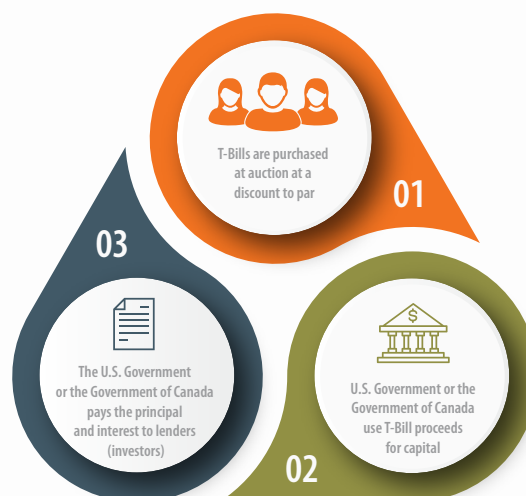 T-Bills are purchased
at auction at a
discount to par
01
$
U.S. Government or the
Government of Canada
use T-Bill proceeds
for capital
02
03
The U.S. Government
or the Government of Canada
pays the principal
and interest to lenders
(investors)